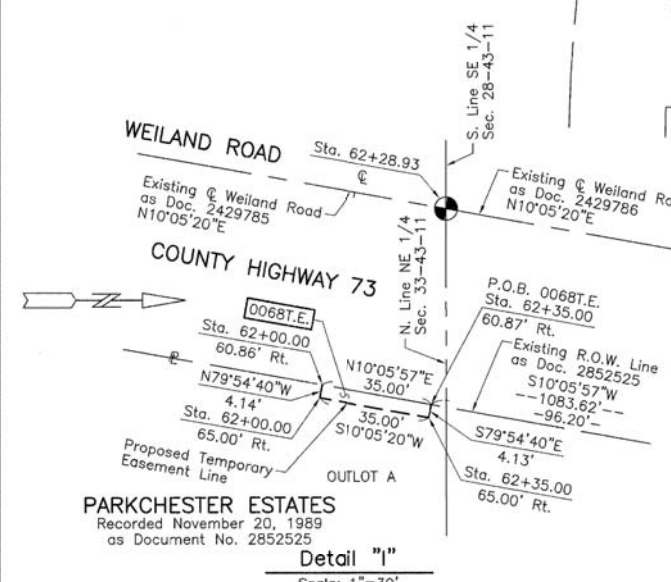 S. Line SE 1/4
Sec. 28-43-11
WEILAND ROAD
Sta. 62+28.93
℄
Existing ℄ Weiland Road
as Doc. 2429785
N10°05'20"E
Existing ℄ Weiland Ro
as Doc. 2429786
N10°05'20"E
COUNTY HIGHWAY 73
N. Line NE 1/4
Sec. 33-43-11
P.O.B. 0068T.E.
Sta. 62+35.00
60.87' Rt.
0068T.E.
Sta. 62+00.00
60.86' Rt.
N10°05'57"E
35.00'
Existing R.O.W. Line
as Doc. 2852525
S10°05'57"W
--1083.62'--
-96.20'-
N79°54'40"W
4.14'
Sta. 62+00.00
65.00' Rt.
35.00'
S10°05'20"W
S79°54'40"E
4.13'
Sta. 62+35.00
65.00' Rt.
Proposed Temporary
Easement Line
OUTLOT A
PARKCHESTER ESTATES
Recorded November 20, 1989
as Document No. 2852525
Detail "I"
Scale: 1"=30'